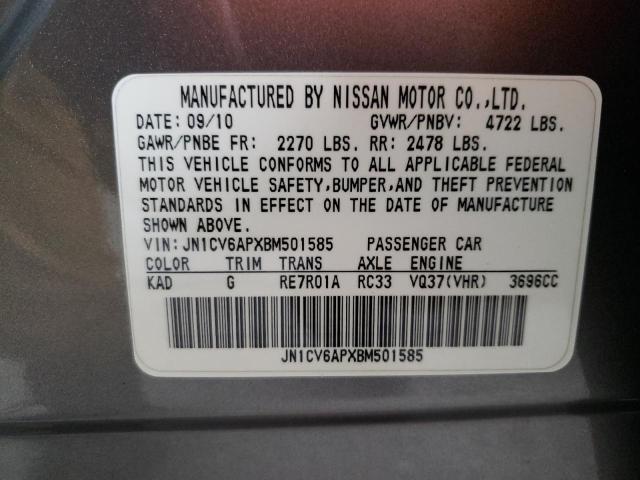 MANUFACTURED BY NISSAN MOTOR CO.,LTD.
DATE: 09/10 GVWR/PNBV: 4722 LBS.
GAWR/PNBE FR: 2270 LBS. RR: 2478 LBS.
THIS VEHICLE CONFORMS TO ALL APPLICABLE FEDERAL
MOTOR VEHICLE SAFETY,BUMPER,AND THEFT PREVENTION
STANDARDS IN EFFECT ON THE DATE OF MANUFACTURE
SHOWN ABOVE.
VIN: JN1CV6APXBM501585 PASSENGER CAR
COLOR TRIM TRANS AXLE ENGINE
KAD G RE7R01A RC33 VQ37(VHR) 3696CC
JN1CV6APXBM501585